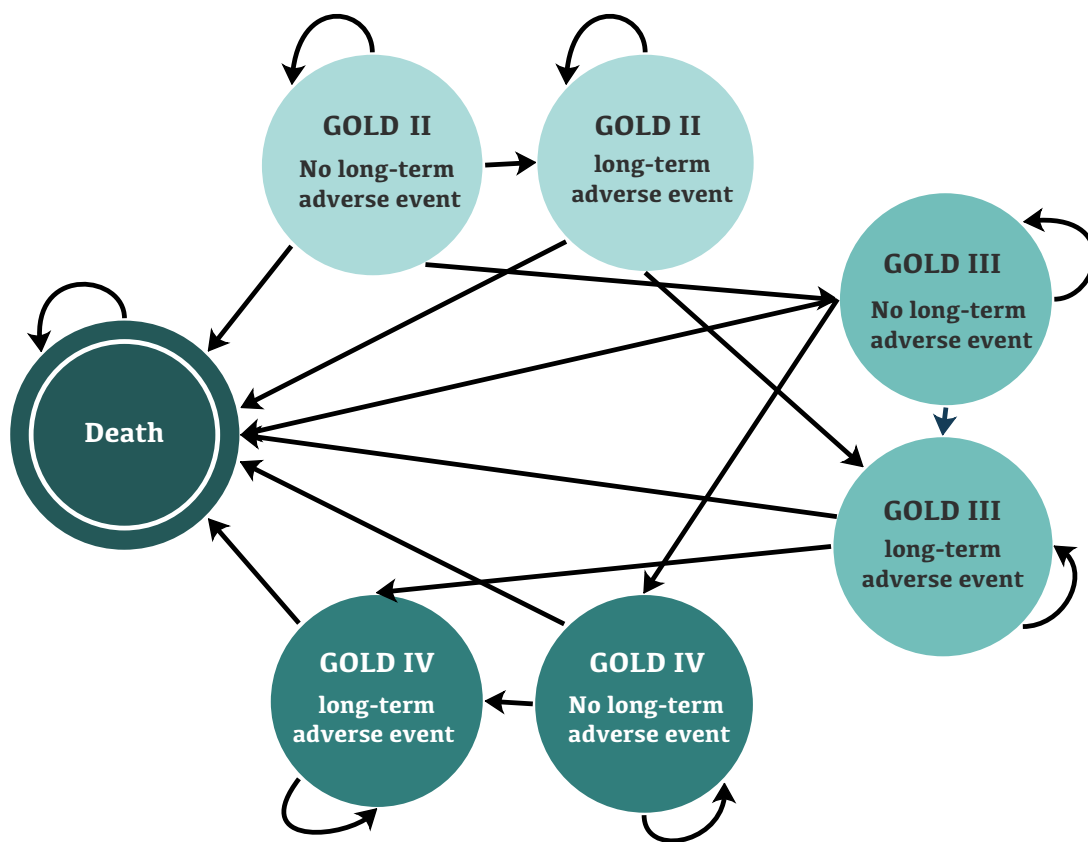 GOLD II
No long-term
adverse event
GOLD II
long-term
adverse event
GOLD III
No long-term
adverse event
Death
GOLD III
long-term
adverse event
GOLD IV
long-term
adverse event
GOLD IV
No long-term
adverse event